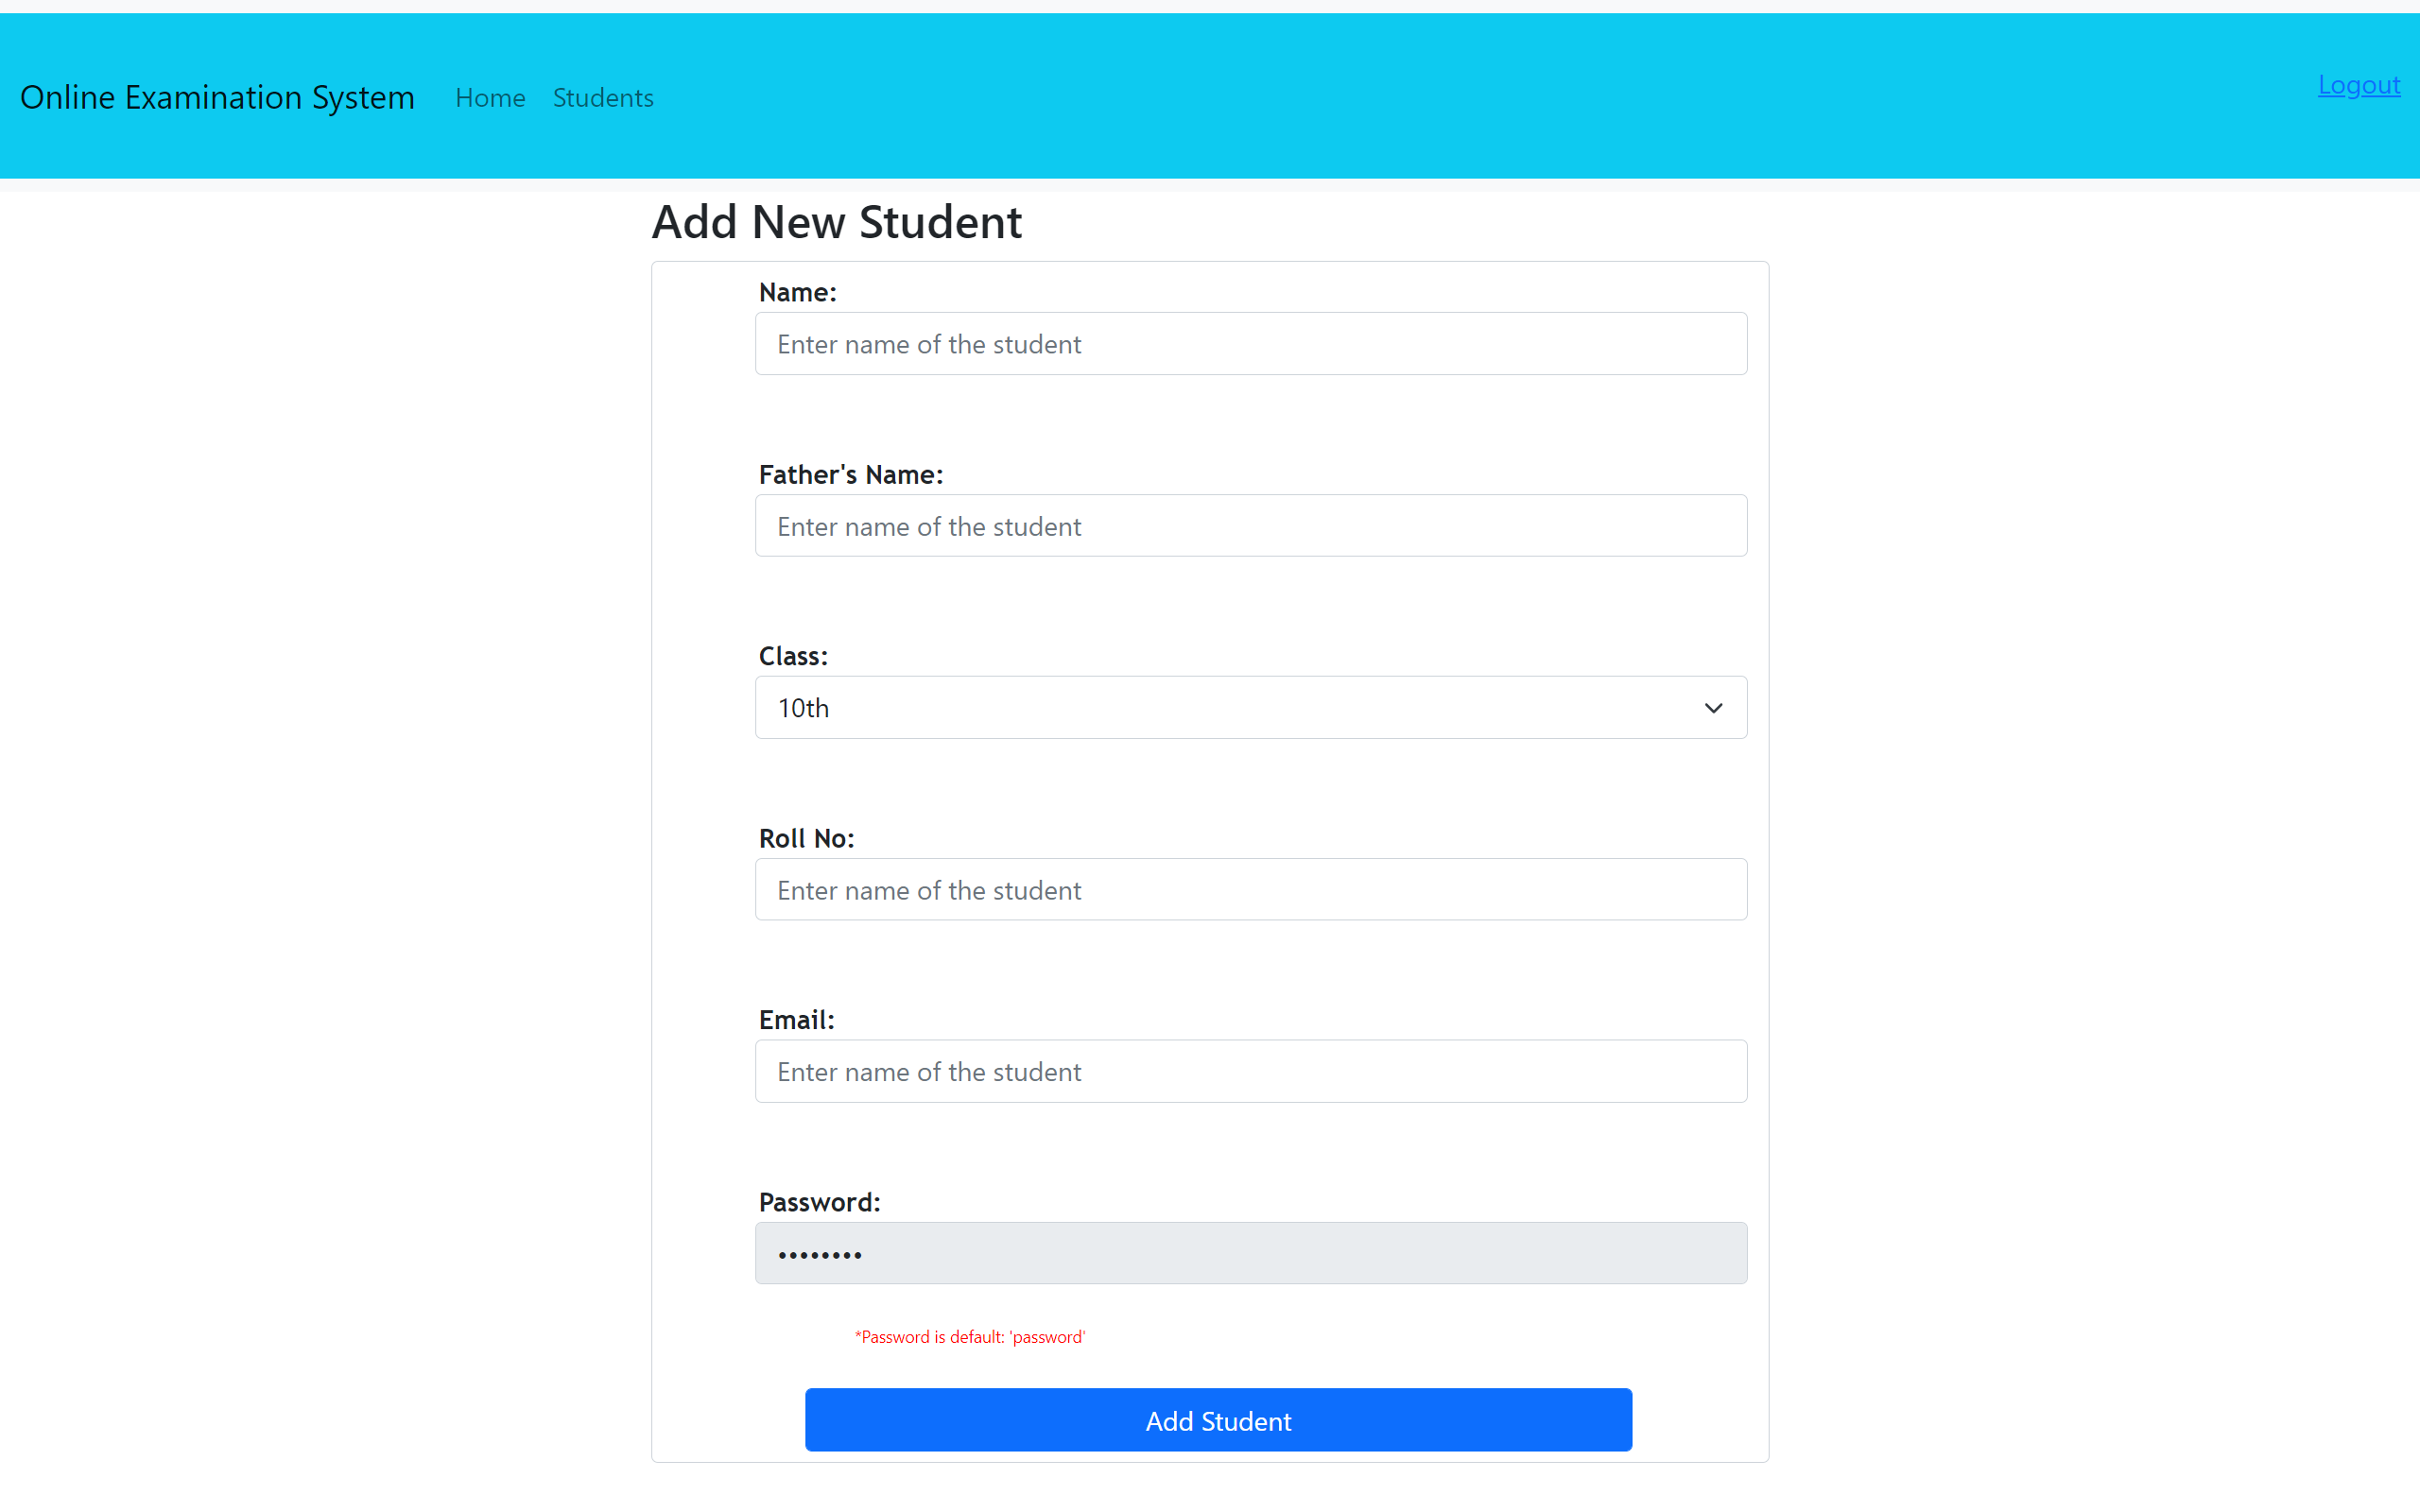 Online Examination System Home Students Logout
Add New Student
Name:
Enter name of the student
Father's Name:
Enter name of the student
Class:
10th
Roll No:
Enter name of the student
Email:
Enter name of the student
Password:
••••••••
*Password is default: 'password'
Add Student